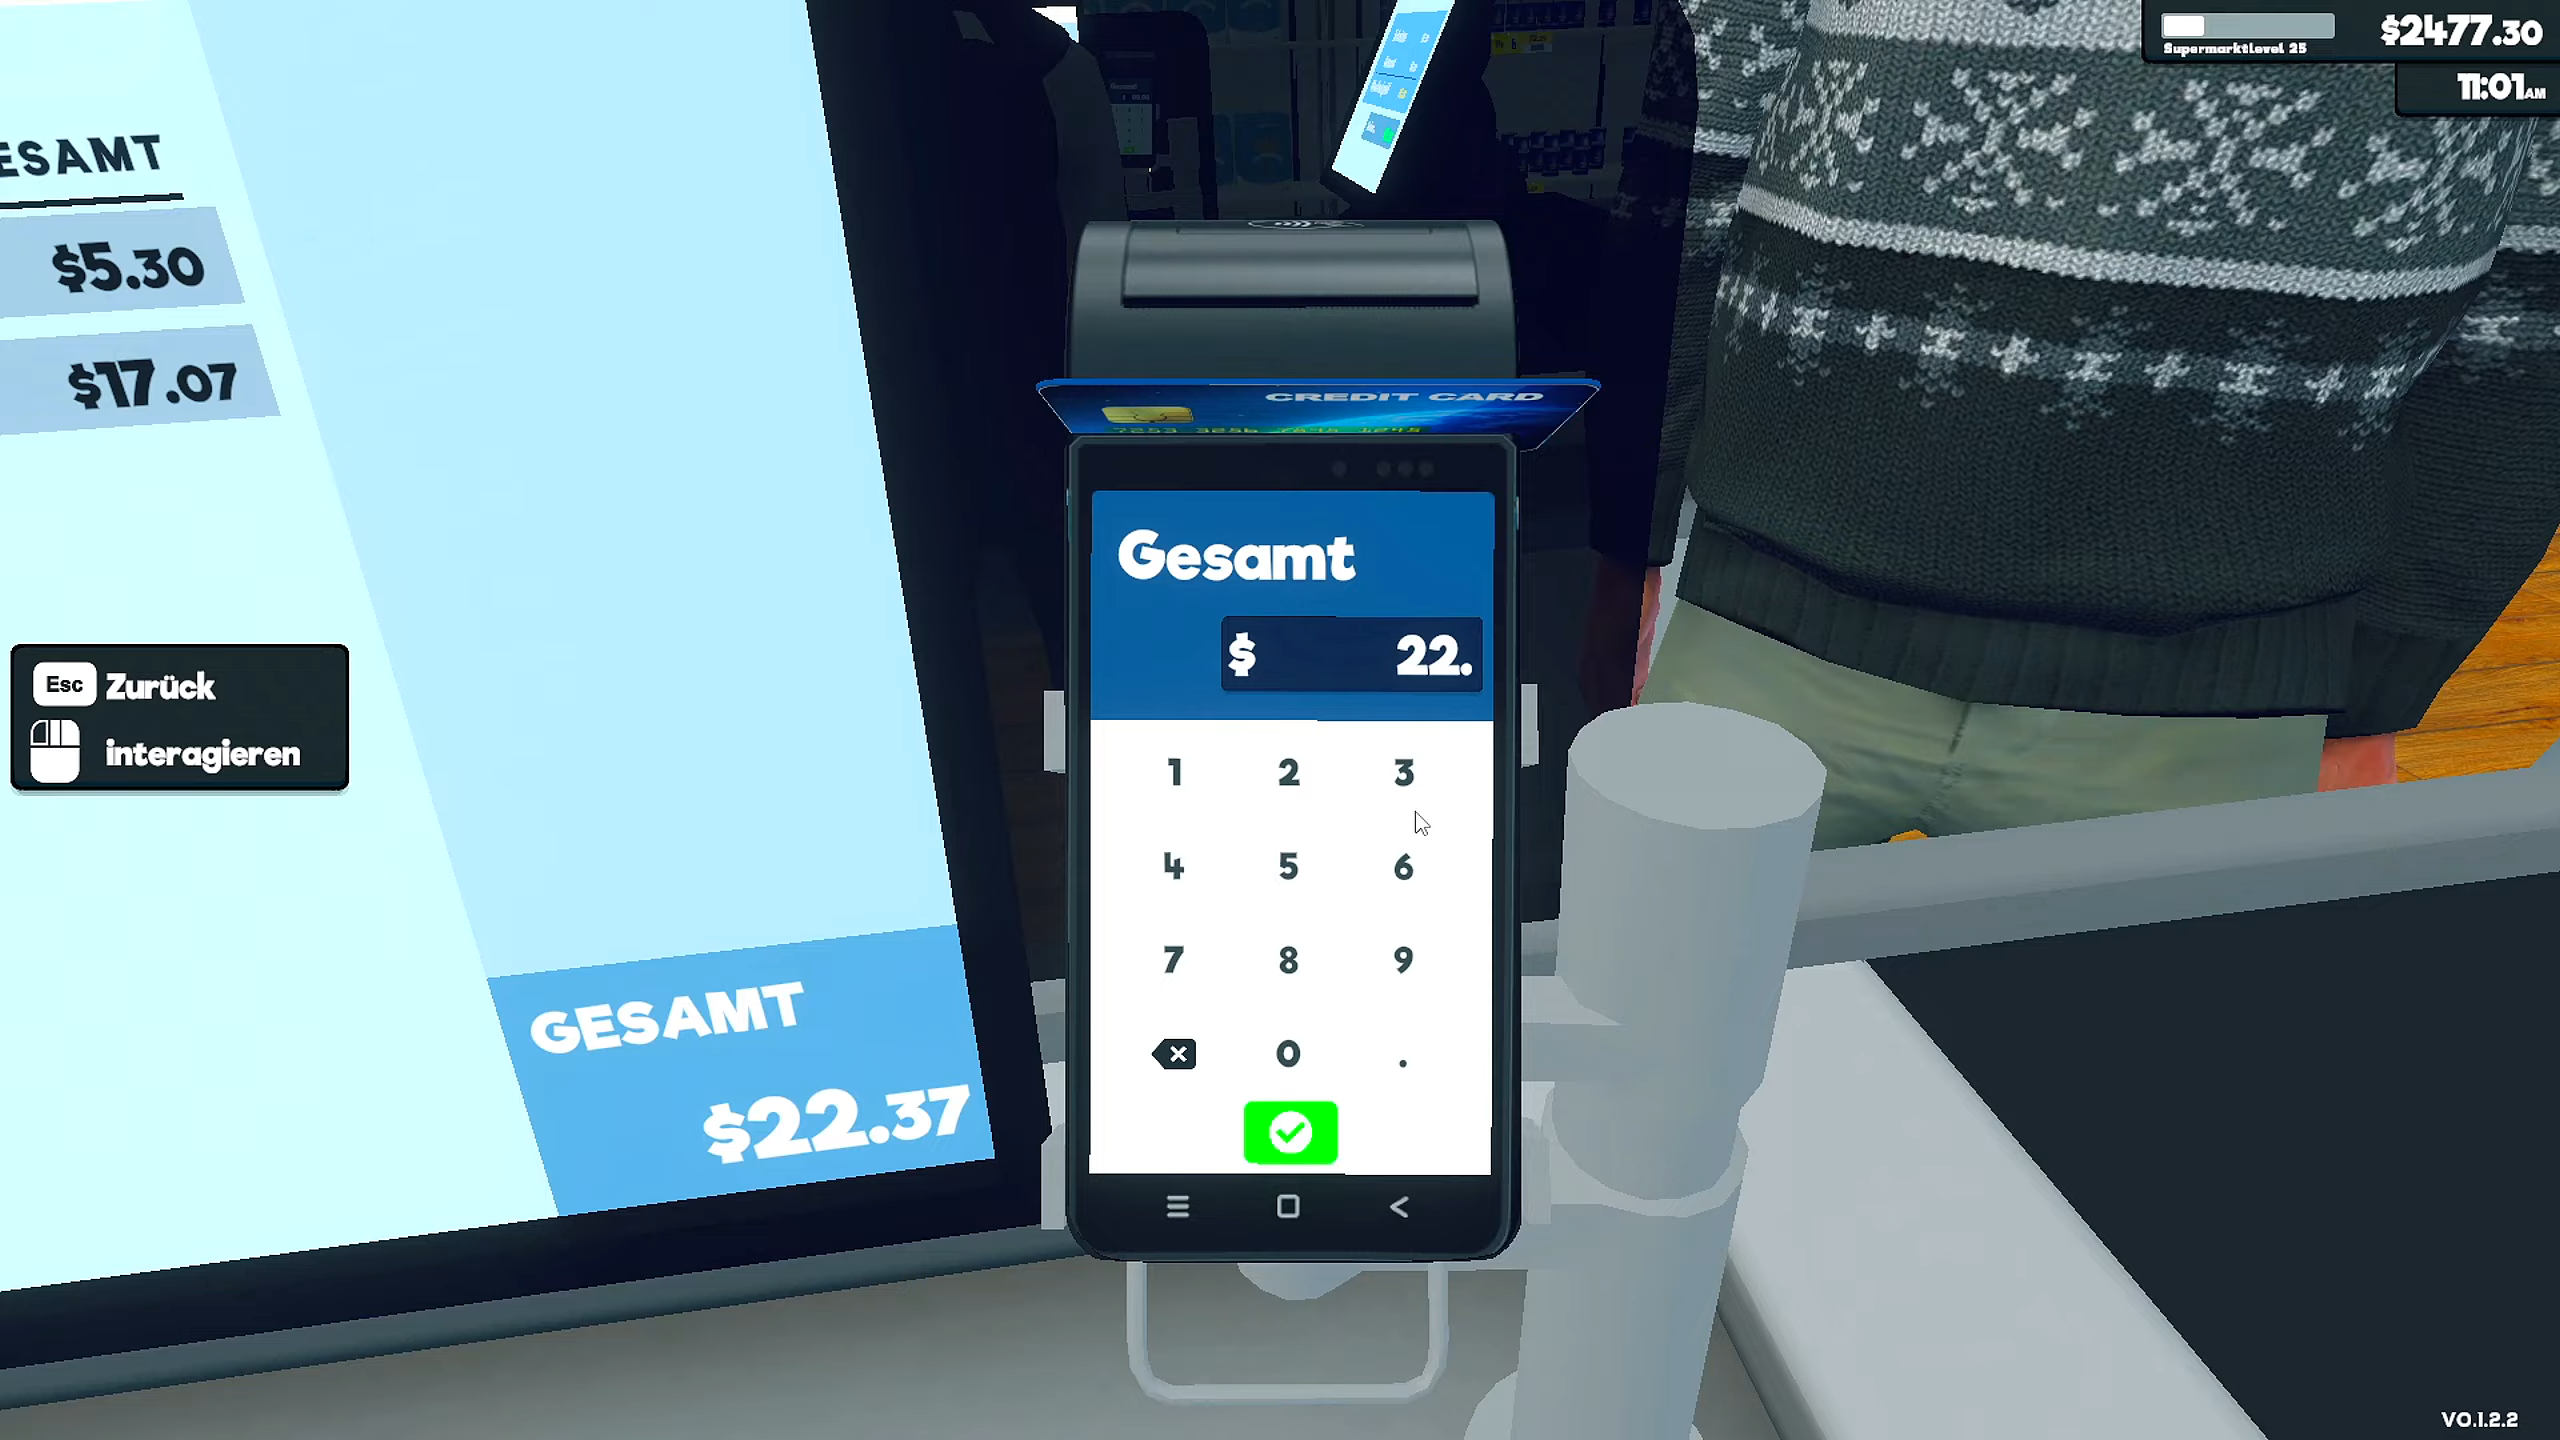 Supermarktlevel 25
$2477.30
11:01AM
ESAMT
$5.30
$17.07
CREDIT CARD
Gesamt
$ 22.
1 2 3
4 5 6
7 8 9
0 .
Esc Zurück
interagieren
GESAMT
$22.37
V0.1.2.2